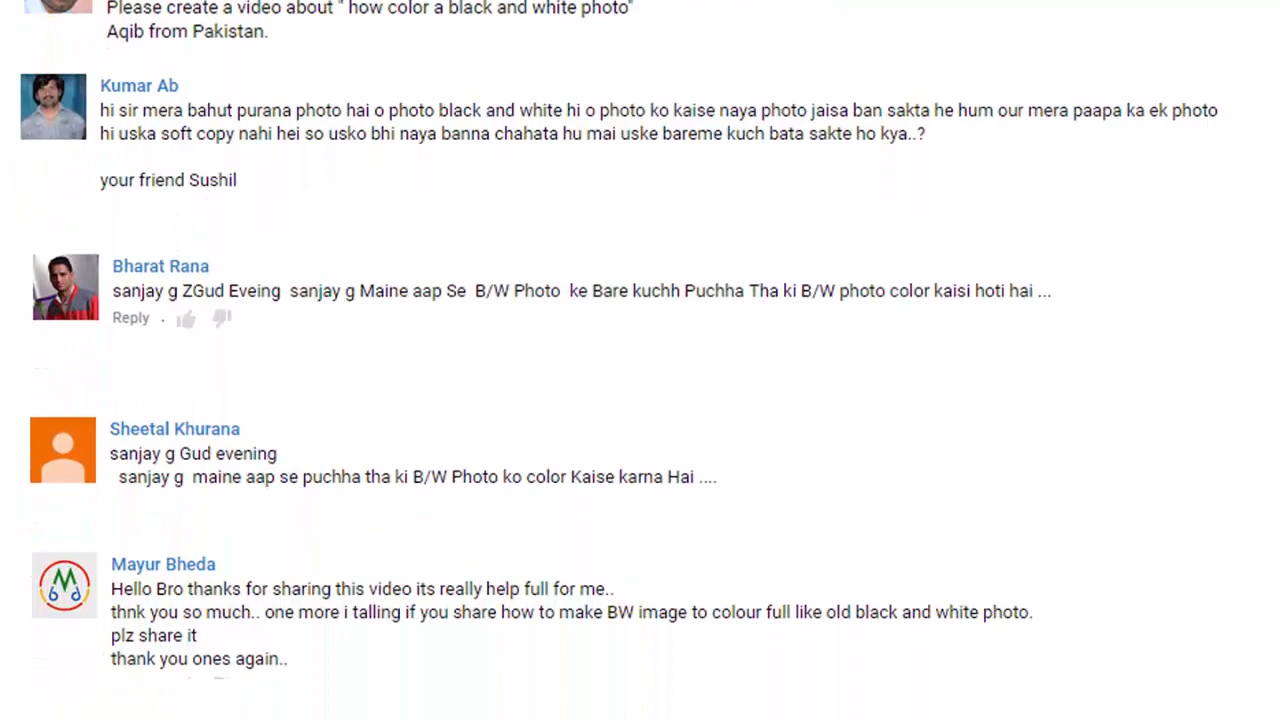 Please create a video about " how color a black and white photo"
Aqib from Pakistan.
Kumar Ab
hi sir mera bahut purana photo hai o photo black and white hi o photo ko kaise naya photo jaisa ban sakta he hum our mera paapa ka ek photo
hi uska soft copy nahi hei so usko bhi naya banna chahata hu mai uske bareme kuch bata sakte ho kya..?
your friend Sushil
Bharat Rana
sanjay g ZGud Eveing sanjay g Maine aap Se B/W Photo ke Bare kuchh Puchha Tha ki B/W photo color kaisi hoti hai ...
Reply .
Sheetal Khurana
sanjay g Gud evening
sanjay g maine aap se puchha tha ki B/W Photo ko color Kaise karna Hai ....
Mayur Bheda
Hello Bro thanks for sharing this video its really help full for me..
thnk you so much.. one more i talling if you share how to make BW image to colour full like old black and white photo.
plz share it
thank you ones again..